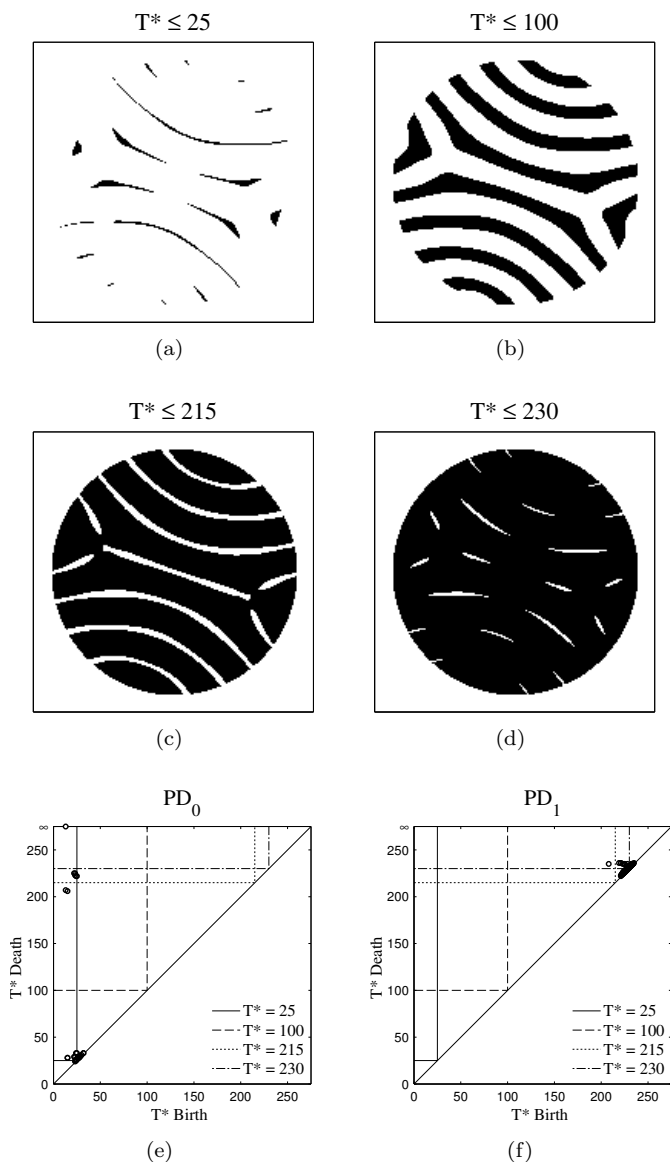 T* ≤ 25
T* ≤ 100
(a)
(b)
T* ≤ 215
T* ≤ 230
(c)
(d)
PD₀
PD₁
∞
250
200
150
100
50
0
T* Death
0 50 100 150 200 250
T* Birth
T* = 25
T* = 100
T* = 215
T* = 230
∞
250
200
150
100
50
0
T* Death
0 50 100 150 200 250
T* Birth
T* = 25
T* = 100
T* = 215
T* = 230
(e)
(f)